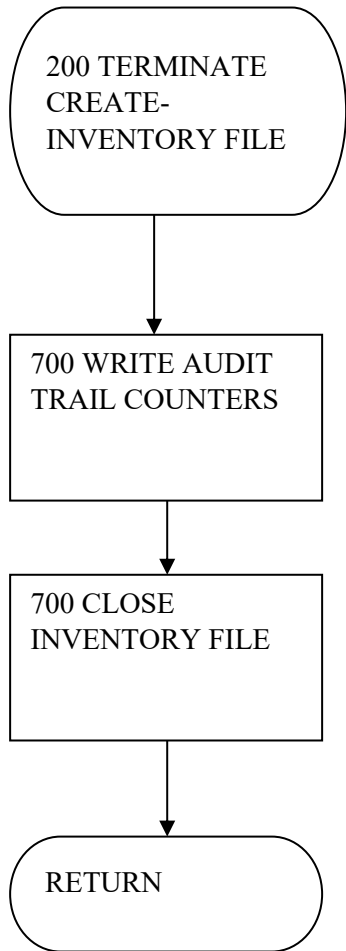 200 TERMINATE
CREATE-
INVENTORY FILE
700 WRITE AUDIT
TRAIL COUNTERS
700 CLOSE
INVENTORY FILE
RETURN